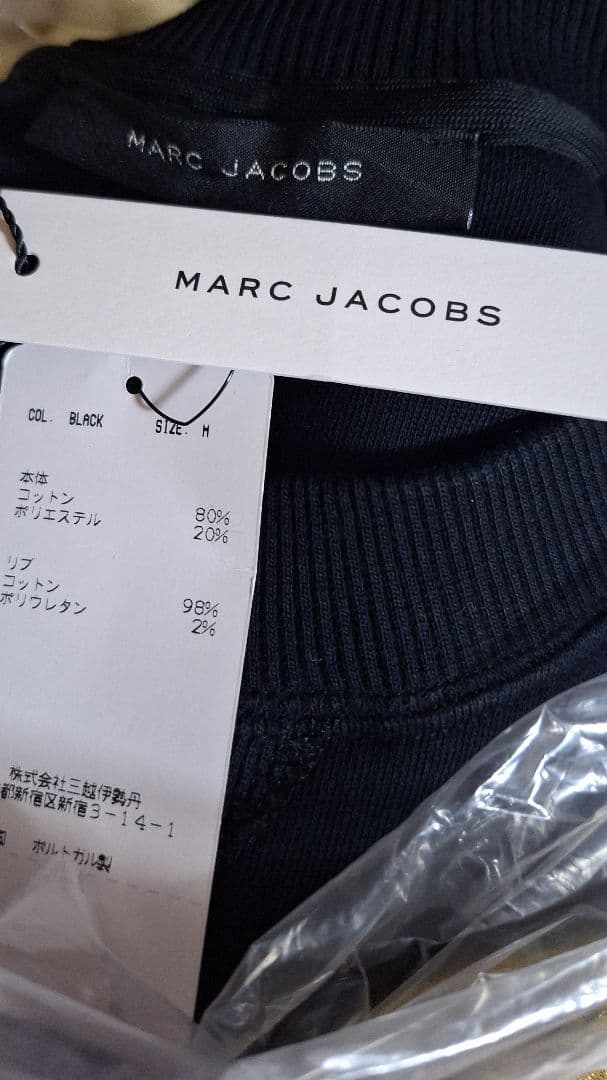 MARC JACOBS
MARC JACOBS
COL. BLACK SIZE. M
本体
コットン 80%
ポリエステル 20%
リブ
コットン 98%
ポリウレタン 2%
株式会社三越伊勢丹
都新宿区新宿3-14-1
ポルトガル製